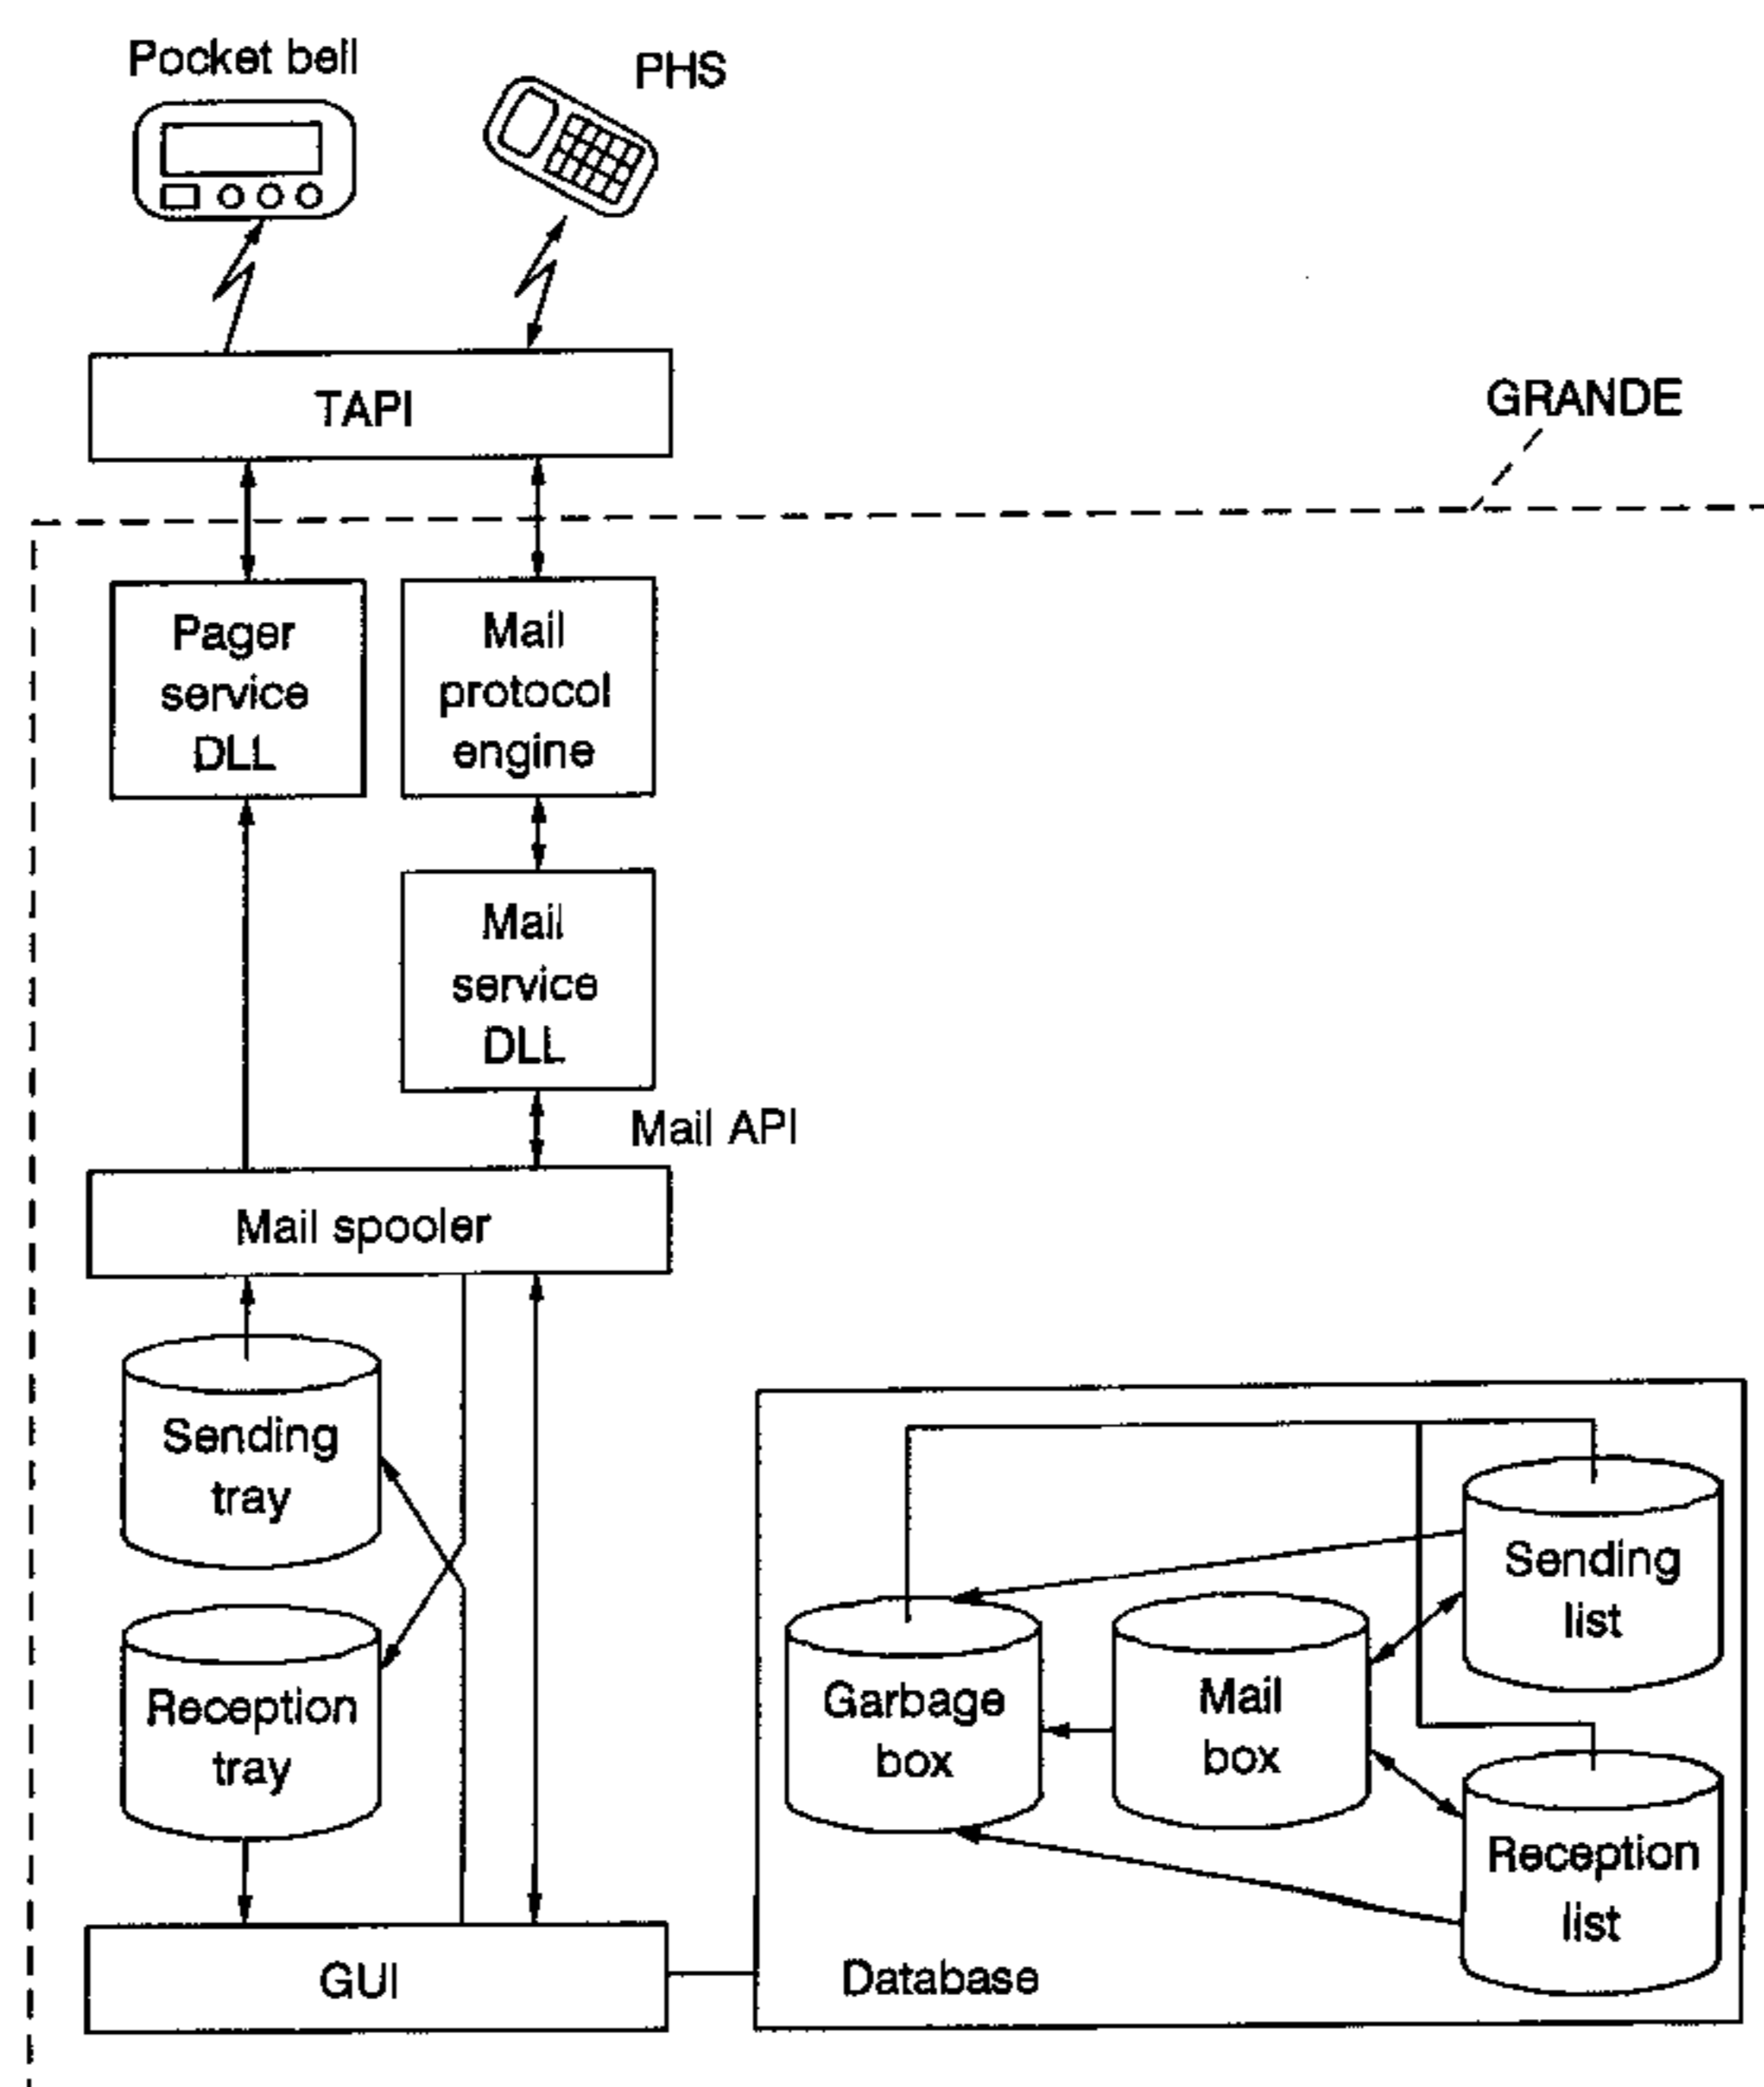 Pocket bell
PHS
TAPI
GRANDE
Pager
service
DLL
Mail
protocol
engine
Mail
service
DLL
Mail API
Mail spooler
Sending
tray
Reception
tray
GUI
Garbage
box
Mail
box
Sending
list
Reception
list
Database